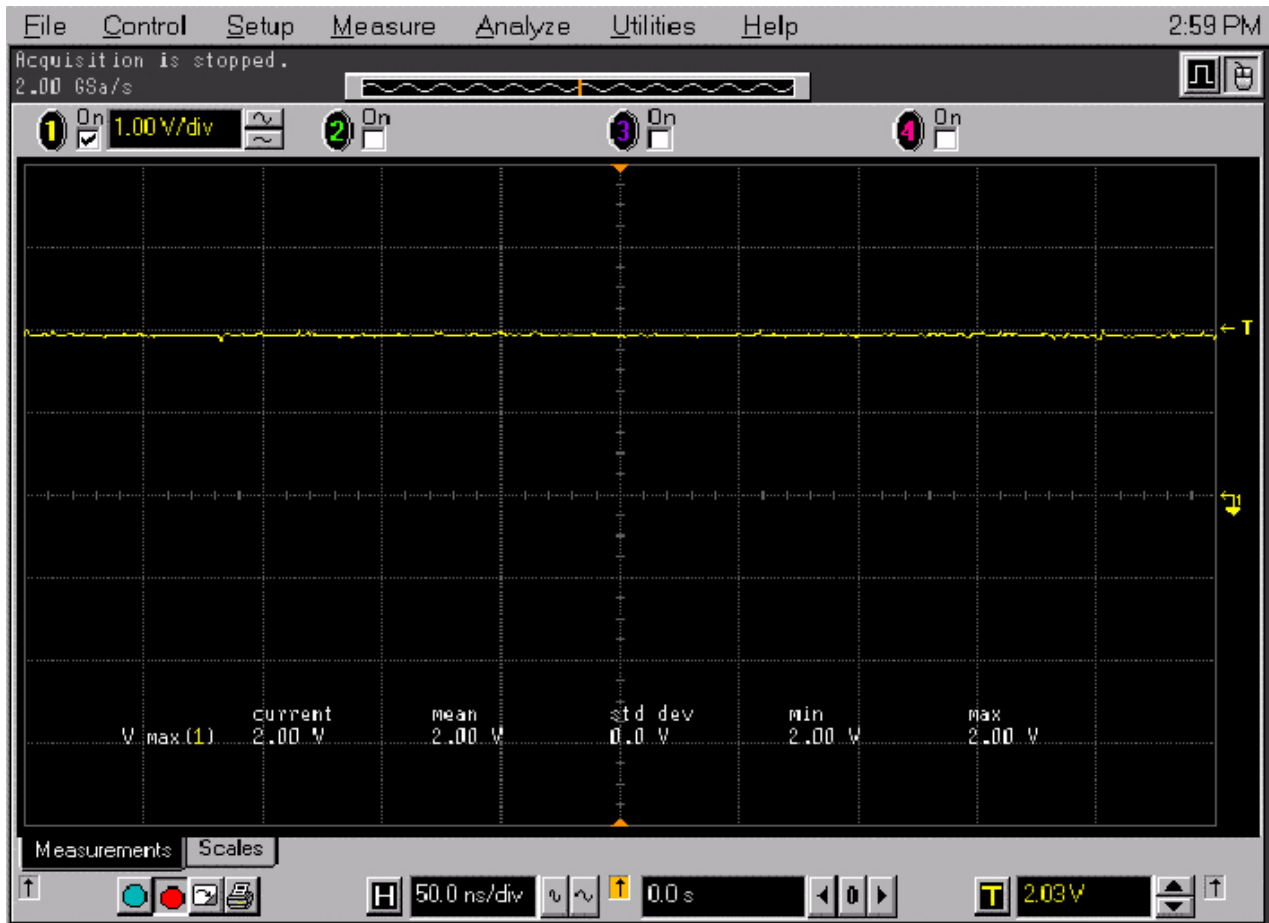 File Control Setup Measure Analyze Utilities Help 2:59 PM
Acquisition is stopped.
2.00 GSa/s
1 On 1.00 V/div 2 On 3 On 4 On
T
1
current mean std dev min max
V max(1) 2.00 V 2.00 V 0.0 V 2.00 V 2.00 V
Measurements Scales
H 50.0 ns/div 0.0 s 0 T 2.03 V